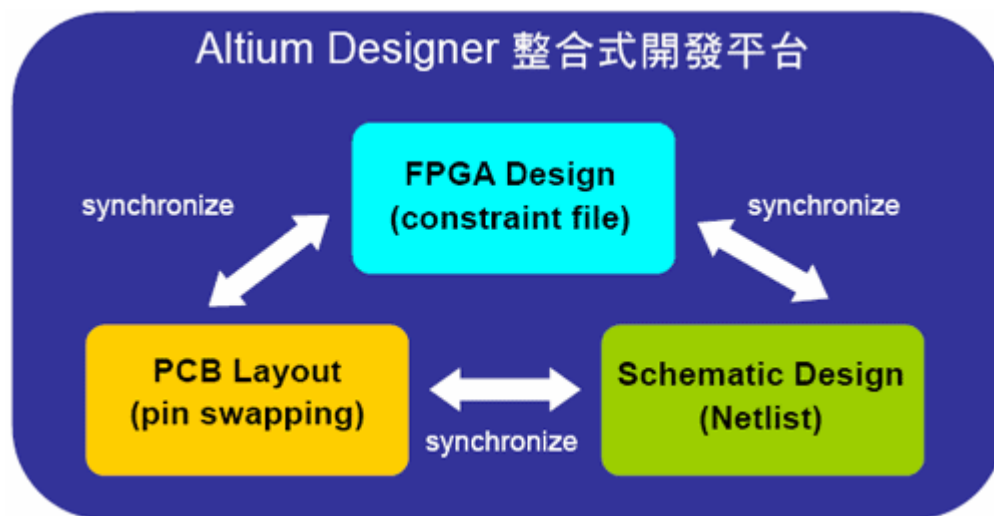 Altium Designer 整合式開發平台
FPGA Design
(constraint file)
synchronize
synchronize
PCB Layout
(pin swapping)
Schematic Design
(Netlist)
synchronize